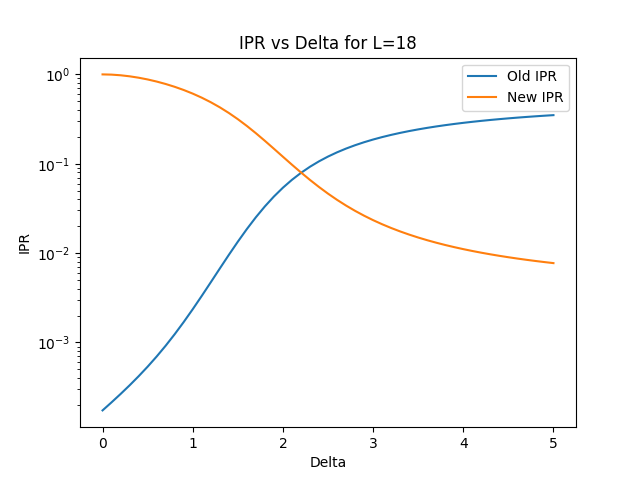 IPR vs Delta for L=18
Old IPR
New IPR
10^0
10^-1
10^-2
10^-3
IPR
0 1 2 3 4 5
Delta